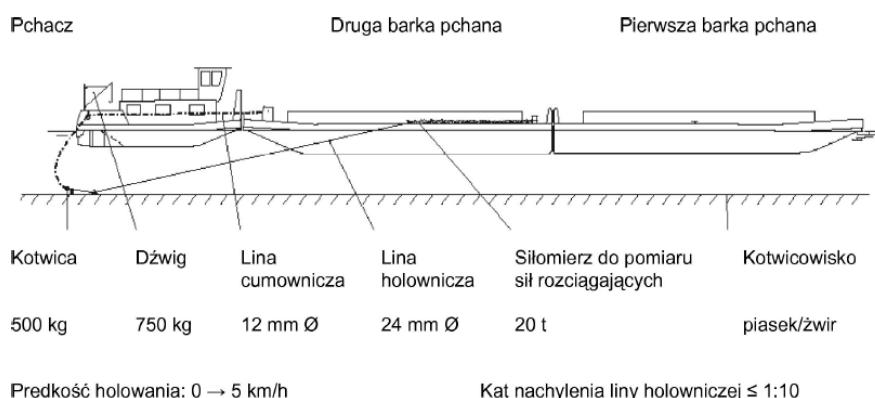 Pchacz Druga barka pchana Pierwsza barka pchana
Kotwica Dźwig Lina cumownicza Lina holownicza Siłomierz do pomiaru sił rozciągających Kotwicowisko
500 kg 750 kg 12 mm Ø 24 mm Ø 20 t piasek/żwir
Prędkość holowania: 0 → 5 km/h Kąt nachylenia liny holowniczej ≤ 1:10